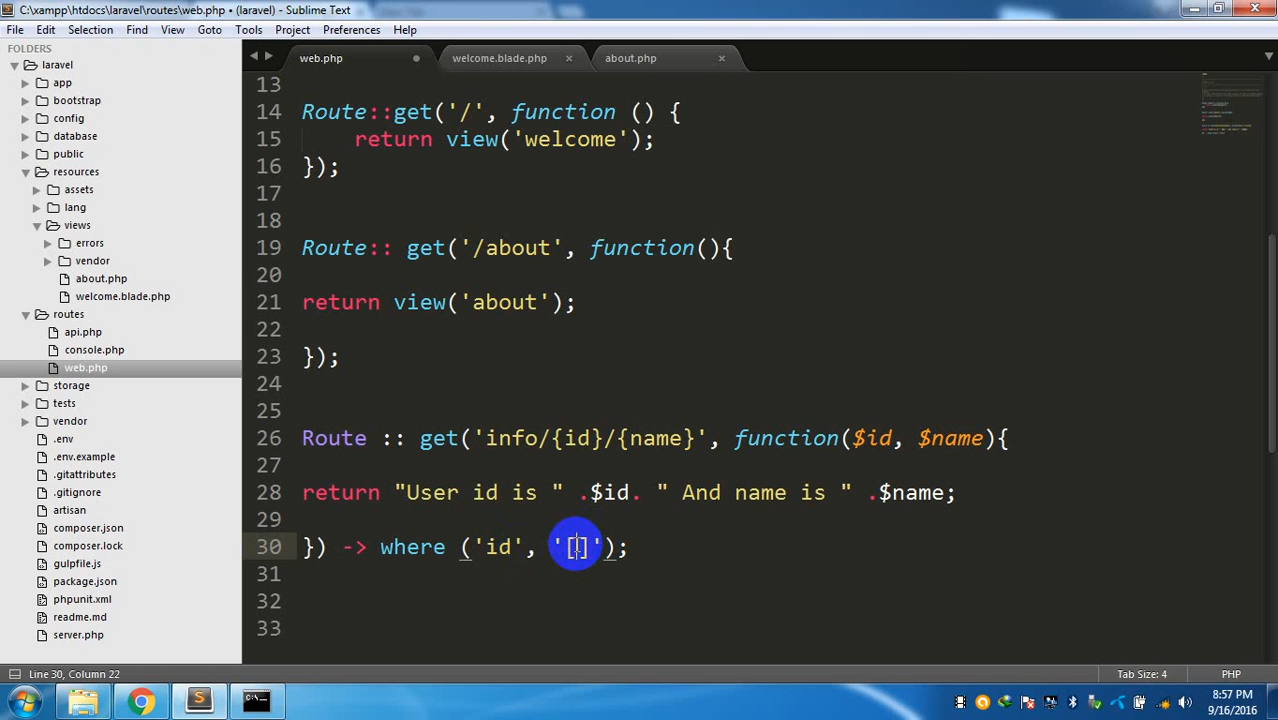 C:\xampp\htdocs\laravel\routes\web.php • (laravel) - Sublime Text
File Edit Selection Find View Goto Tools Project Preferences Help
FOLDERS
laravel
app
bootstrap
config
database
public
resources
assets
lang
views
errors
vendor
about.php
welcome.blade.php
routes
api.php
console.php
web.php
storage
tests
vendor
.env
.env.example
.gitattributes
.gitignore
artisan
composer.json
composer.lock
gulpfile.js
phpunit.xml
readme.md
server.php
web.php welcome.blade.php about.php
13
14 Route::get('/', function () {
15     return view('welcome');
16 });
17
18
19 Route:: get('/about', function(){
20
21 return view('about');
22
23 });
24
25
26 Route :: get('info/{id}/{name}', function($id, $name){
27
28 return "User id is " .$id. " And name is " .$name;
29
30 }) -> where ('id', '[]');
31
32
33
Line 30, Column 22 Tab Size: 4 PHP
8:57 PM
9/16/2016